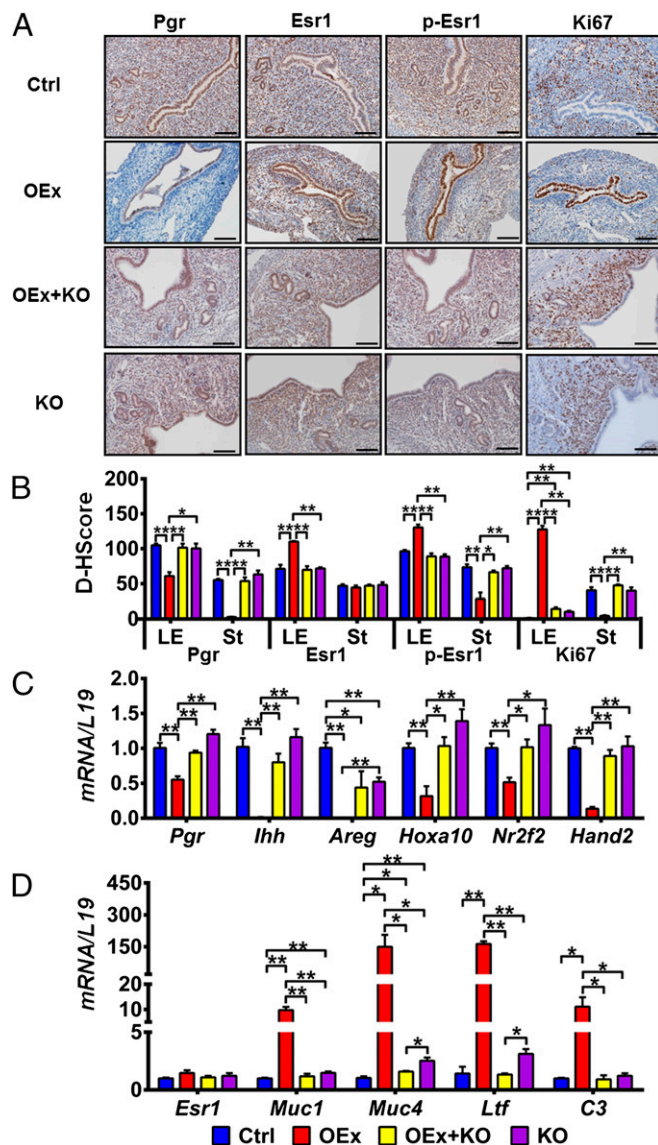 A
Pgr Esr1 p-Esr1 Ki67
Ctrl
OEx
OEx+KO
KO
B
D-HScore
200
150
100
50
0
** ** * ** ** ** ** ** ** ** ** ** ** * ** ** ** ** ** ** ** ** ** **
LE St LE St LE St LE St
Pgr Esr1 p-Esr1 Ki67
C
mRNA/L19
2.0
1.5
1.0
0.5
0.0
** ** ** ** ** ** ** * ** ** ** * ** ** * * ** ** **
Pgr Ihh Areg Hoxa10 Nr2f2 Hand2
D
mRNA/L19
450
300
150
20
10
5
0
** ** ** ** ** * * * * * ** ** ** * * * *
Esr1 Muc1 Muc4 Ltf C3
Ctrl OEx OEx+KO KO